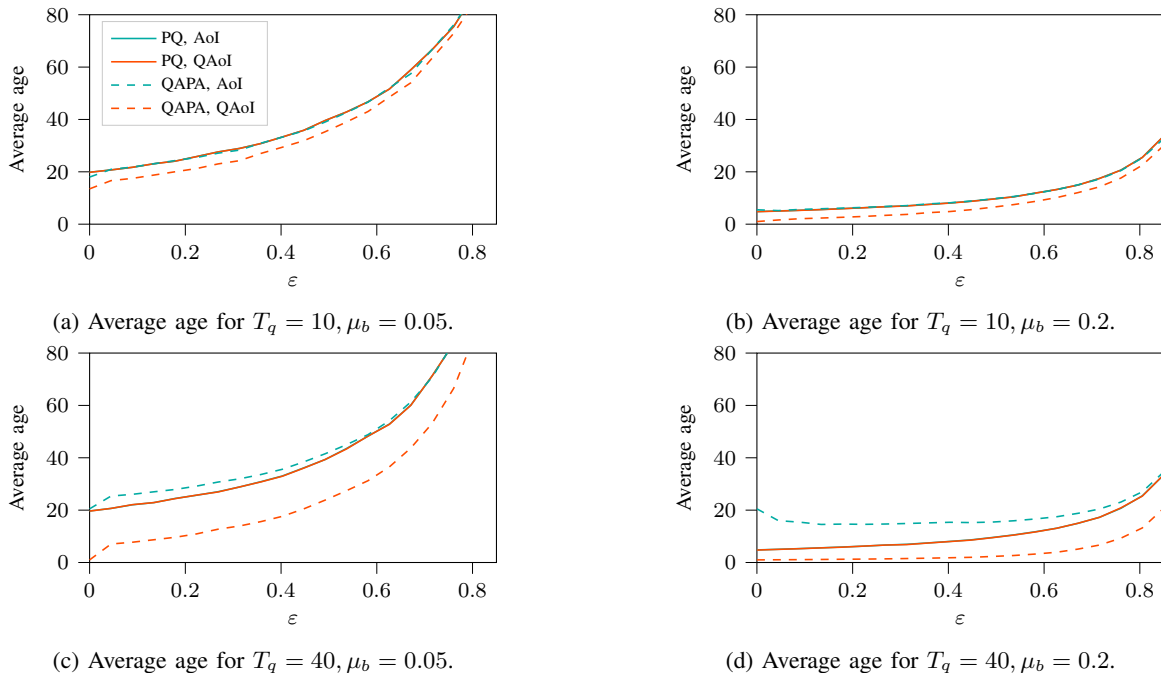 80
60
40
20
0
Average age
PQ, AoI
PQ, QAoI
QAPA, AoI
QAPA, QAoI
0 0.2 0.4 0.6 0.8
ε
(a) Average age for T_q = 10, μ_b = 0.05.
80
60
40
20
0
Average age
0 0.2 0.4 0.6 0.8
ε
(b) Average age for T_q = 10, μ_b = 0.2.
80
60
40
20
0
Average age
0 0.2 0.4 0.6 0.8
ε
(c) Average age for T_q = 40, μ_b = 0.05.
80
60
40
20
0
Average age
0 0.2 0.4 0.6 0.8
ε
(d) Average age for T_q = 40, μ_b = 0.2.